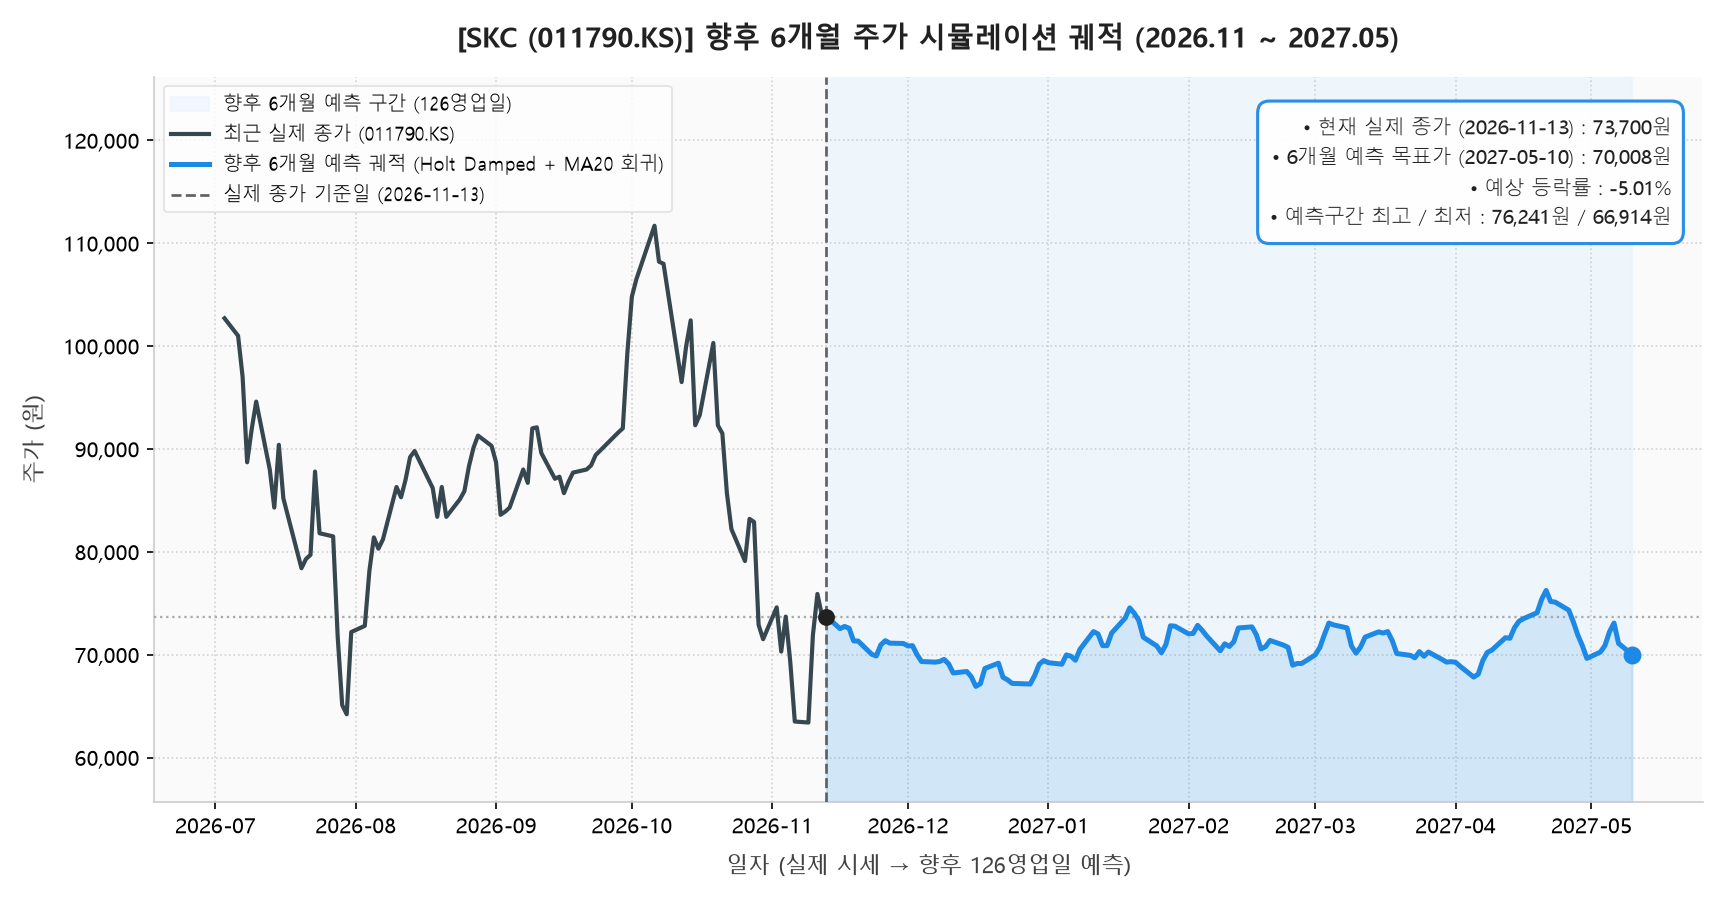 [SKC (011790.KS)] 향후 6개월 주가 시뮬레이션 궤적 (2026.11 ~ 2027.05)
향후 6개월 예측 구간 (126영업일)
최근 실제 종가 (011790.KS)
향후 6개월 예측 궤적 (Holt Damped + MA20 회귀)
실제 종가 기준일 (2026-11-13)
• 현재 실제 종가 (2026-11-13) : 73,700원
• 6개월 예측 목표가 (2027-05-10) : 70,008원
• 예상 등락률 : -5.01%
• 예측구간 최고 / 최저 : 76,241원 / 66,914원
주가 (원)
120,000
110,000
100,000
90,000
80,000
70,000
60,000
2026-07 2026-08 2026-09 2026-10 2026-11 2026-12 2027-01 2027-02 2027-03 2027-04 2027-05
일자 (실제 시세 → 향후 126영업일 예측)